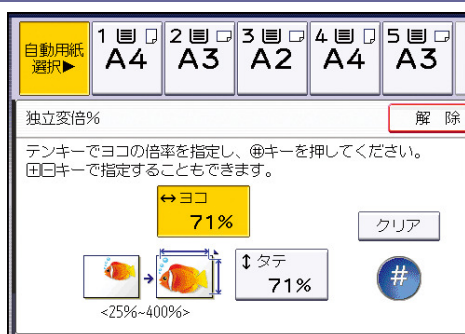 自動用紙
選択▶
1 A4
2 A3
3 A2
4 A4
5 A3
独立変倍%
解 除
テンキーでヨコの倍率を指定し、⊕キーを押してください。
⊞⊟キーで指定することもできます。
↔ヨコ
71%
クリア
↕タテ
71%
#
<25%~400%>